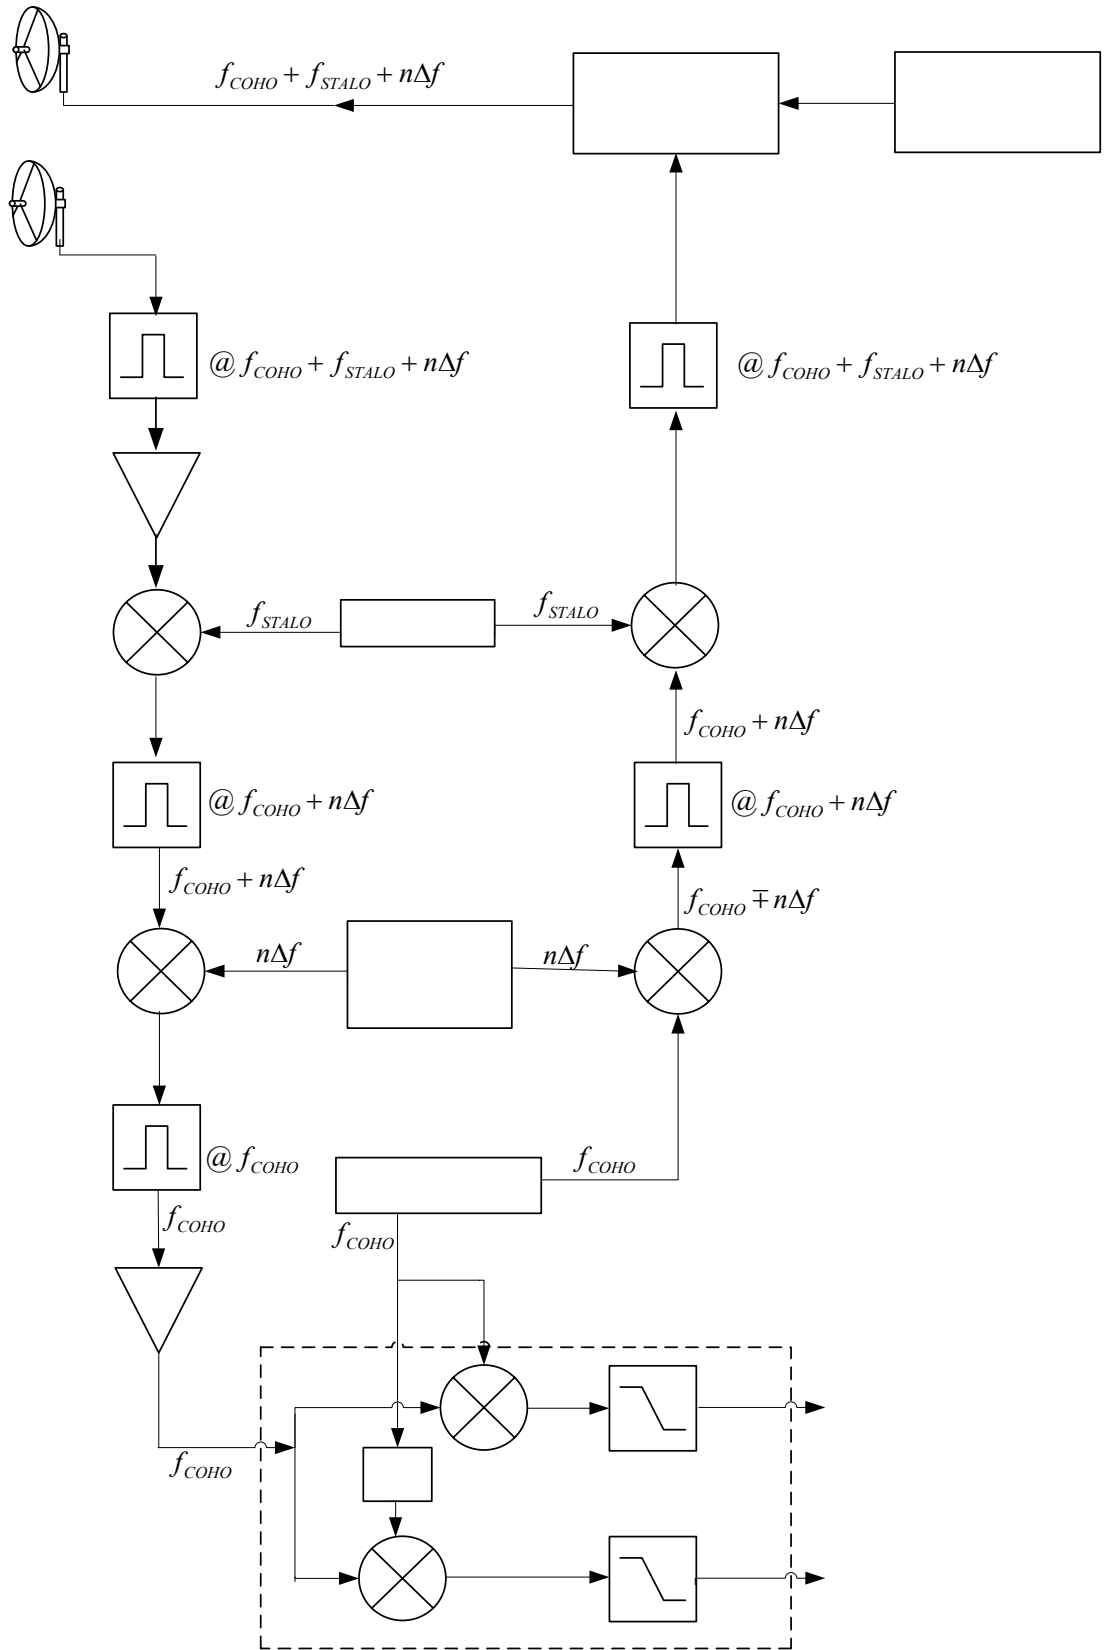 f_COHO + f_STALO + nΔf
@ f_COHO + f_STALO + nΔf
@ f_COHO + f_STALO + nΔf
f_STALO
f_STALO
f_COHO + nΔf
@ f_COHO + nΔf
@ f_COHO + nΔf
f_COHO + nΔf
f_COHO ∓ nΔf
nΔf
nΔf
@ f_COHO
f_COHO
f_COHO
f_COHO
f_COHO